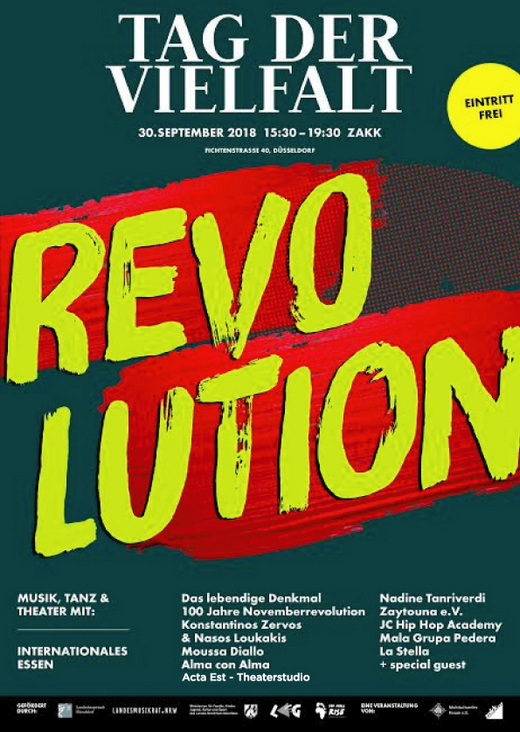 TAG DER
VIELFALT
30.SEPTEMBER 2018 15:30–19:30 ZAKK
FICHTENSTRASSE 40, DÜSSELDORF
EINTRITT
FREI
REVO
LUTION
MUSIK, TANZ &
THEATER MIT:
INTERNATIONALES
ESSEN
Das lebendige Denkmal
100 Jahre Novemberrevolution
Konstantinos Zervos
& Nasos Loukakis
Moussa Diallo
Alma con Alma
Acta Est - Theaterstudio
Nadine Tanriverdi
Zaytouna e.V.
JC Hip Hop Academy
Mala Grupa Pedera
La Stella
+ special guest
GEFÖRDERT
DURCH:
Landeshauptstadt
Düsseldorf
LANDESMUSIKRAT.NRW
EINE VERANSTALTUNG
VON: